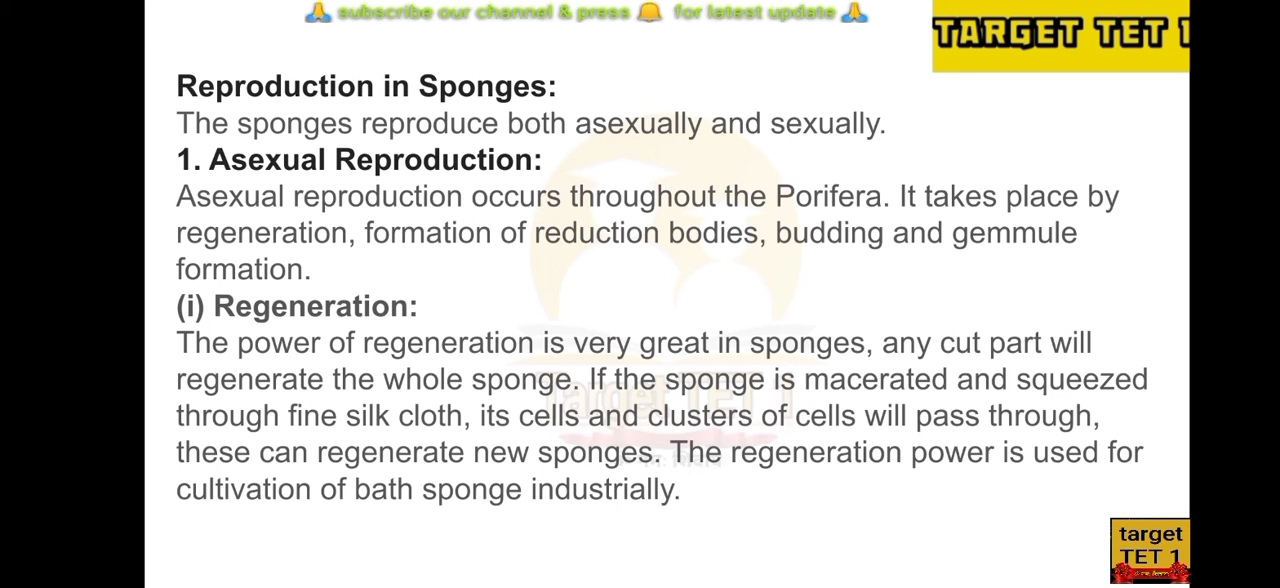 🙏 subscribe our channel & press 🔔 for latest update 🙏
TARGET TET 1
Reproduction in Sponges:
The sponges reproduce both asexually and sexually.
1. Asexual Reproduction:
Asexual reproduction occurs throughout the Porifera. It takes place by
regeneration, formation of reduction bodies, budding and gemmule
formation.
(i) Regeneration:
The power of regeneration is very great in sponges, any cut part will
regenerate the whole sponge. If the sponge is macerated and squeezed
through fine silk cloth, its cells and clusters of cells will pass through,
these can regenerate new sponges. The regeneration power is used for
cultivation of bath sponge industrially.
Target TET 1
target
TET 1